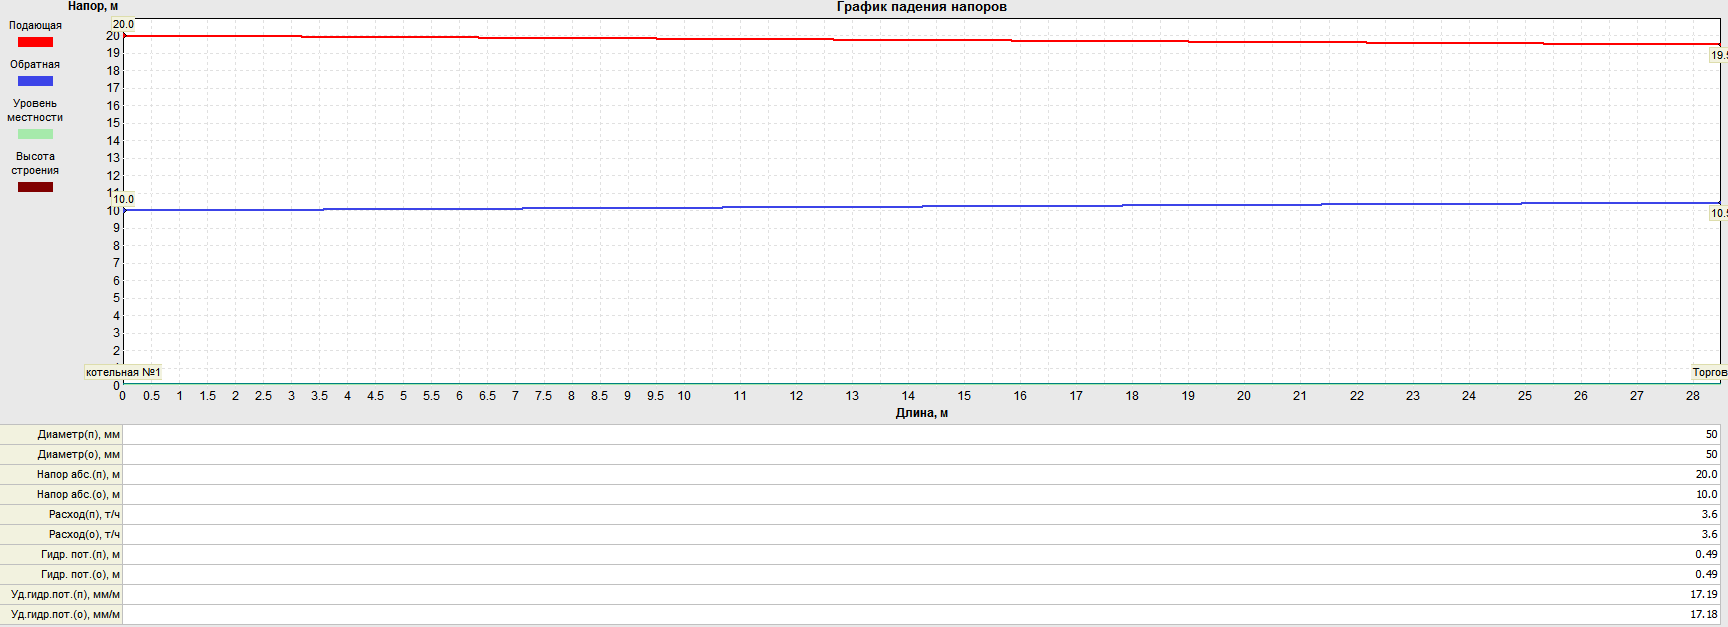 Напор, м
График падения напоров
Подающая
Обратная
Уровень
местности
Высота
строения
20.0
20
19
18
17
16
15
14
13
12
11
10.0
10
9
8
7
6
5
4
3
2
0
19.5
10.5
котельная №1
Торгов
0 0.5 1 1.5 2 2.5 3 3.5 4 4.5 5 5.5 6 6.5 7 7.5 8 8.5 9 9.5 10 11 12 13 14 15 16 17 18 19 20 21 22 23 24 25 26 27 28
Длина, м
Диаметр(п), мм 50
Диаметр(о), мм 50
Напор абс.(п), м 20.0
Напор абс.(о), м 10.0
Расход(п), т/ч 3.6
Расход(о), т/ч 3.6
Гидр. пот.(п), м 0.49
Гидр. пот.(о), м 0.49
Уд.гидр.пот.(п), мм/м 17.19
Уд.гидр.пот.(о), мм/м 17.18